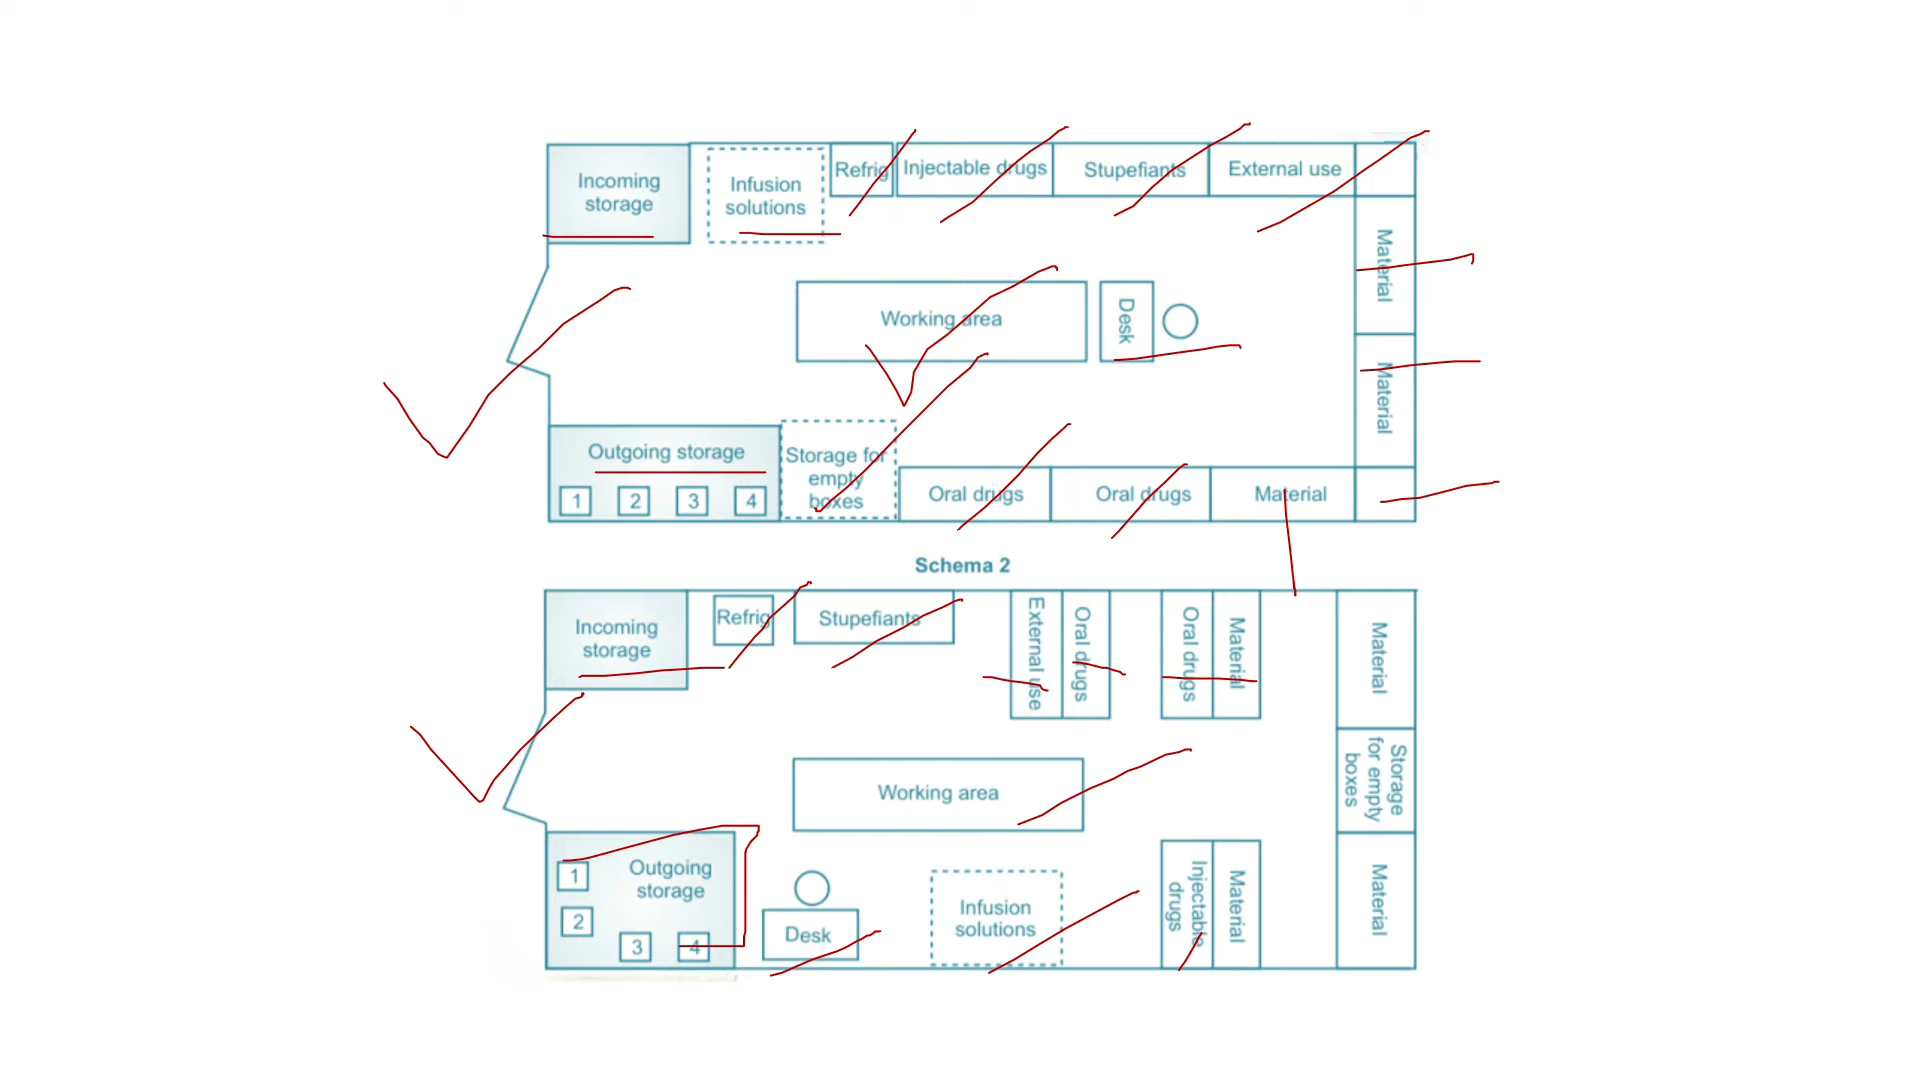 Incoming
storage
Infusion
solutions
Refrig
Injectable drugs
Stupefiants
External use
Material
Material
Working area
Desk
Outgoing storage
1 2 3 4
Storage for
empty
boxes
Oral drugs
Oral drugs
Material
Schema 2
Incoming
storage
Refrig
Stupefiants
External use
Oral drugs
Oral drugs
Material
Material
Working area
Storage
for empty
boxes
Outgoing
storage
1
2
3 4
Desk
Infusion
solutions
Injectable
drugs
Material
Material